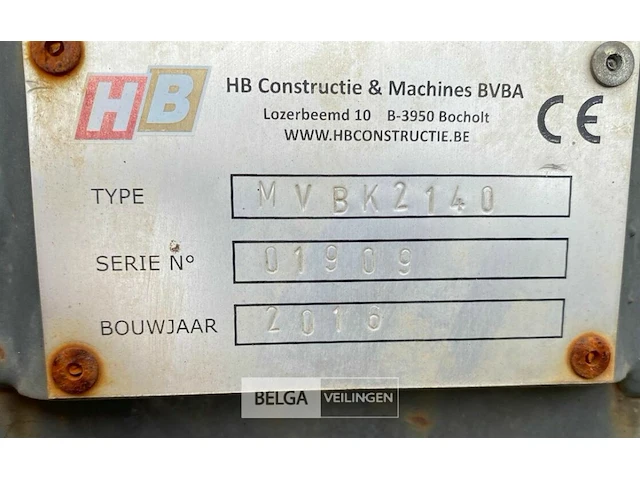 HB
HB Constructie & Machines BVBA
Lozerbeemd 10 B-3950 Bocholt
WWW.HBCONSTRUCTIE.BE
CE
TYPE MVBK2140
SERIE N° 01909
BOUWJAAR 2016
BELGA VEILINGEN